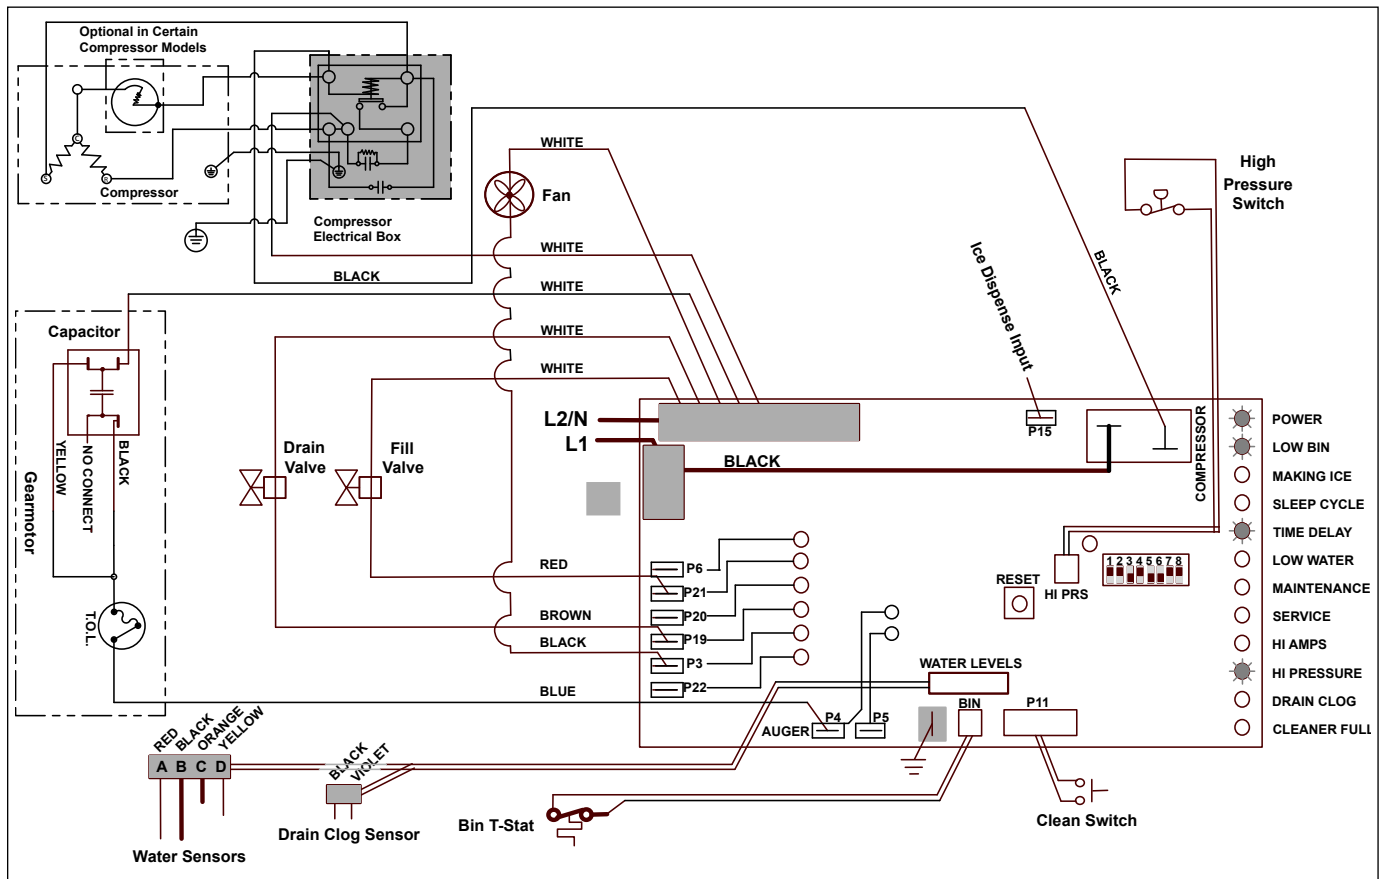 Optional in Certain
Compressor Models
C
S
R
Compressor
Compressor
Electrical Box
WHITE
Fan
WHITE
BLACK
WHITE
WHITE
WHITE
High
Pressure
Switch
BLACK
Ice Dispense Input
P15
COMPRESSOR
Capacitor
YELLOW
NO CONNECT
BLACK
Gearmotor
T.O.L.
Drain
Valve
Fill
Valve
L2/N
L1
BLACK
RED
BROWN
BLACK
BLUE
P6
P21
P20
P19
P3
P22
AUGER
P4
P5
WATER LEVELS
BIN
P11
RESET
HI PRS
1 2 3 4 5 6 7 8
POWER
LOW BIN
MAKING ICE
SLEEP CYCLE
TIME DELAY
LOW WATER
MAINTENANCE
SERVICE
HI AMPS
HI PRESSURE
DRAIN CLOG
CLEANER FULL
RED
BLACK
ORANGE
YELLOW
A B C D
Water Sensors
BLACK
VIOLET
Drain Clog Sensor
Bin T-Stat
Clean Switch